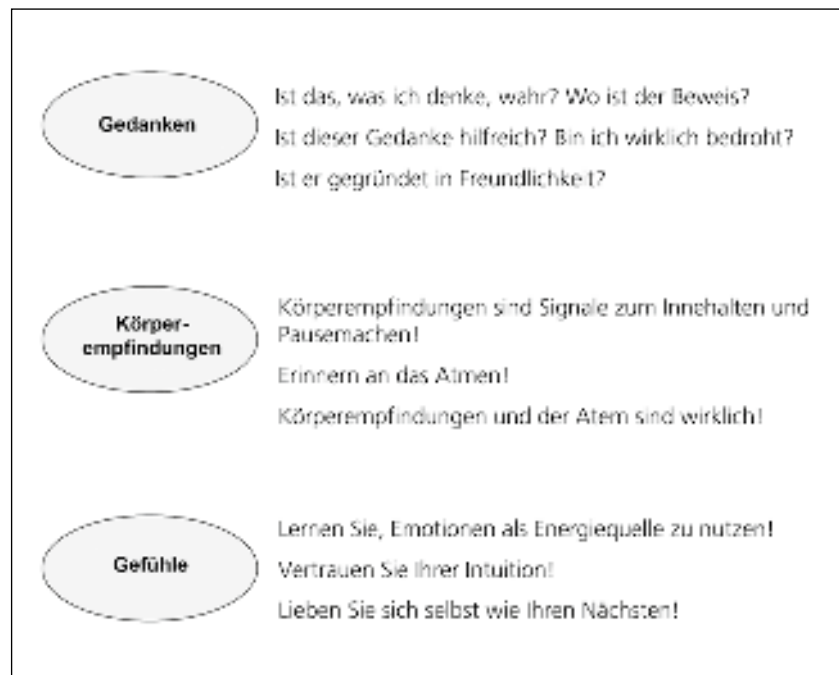 Gedanken
Ist das, was ich denke, wahr? Wo ist der Beweis?
Ist dieser Gedanke hilfreich? Bin ich wirklich bedroht?
Ist er gegründet in Freundlichkeit?
Körper-
empfindungen
Körperempfindungen sind Signale zum Innehalten und
Pausemachen!
Erinnern an das Atmen!
Körperempfindungen und der Atem sind wirklich!
Gefühle
Lernen Sie, Emotionen als Energiequelle zu nutzen!
Vertrauen Sie Ihrer Intuition!
Lieben Sie sich selbst wie Ihren Nächsten!